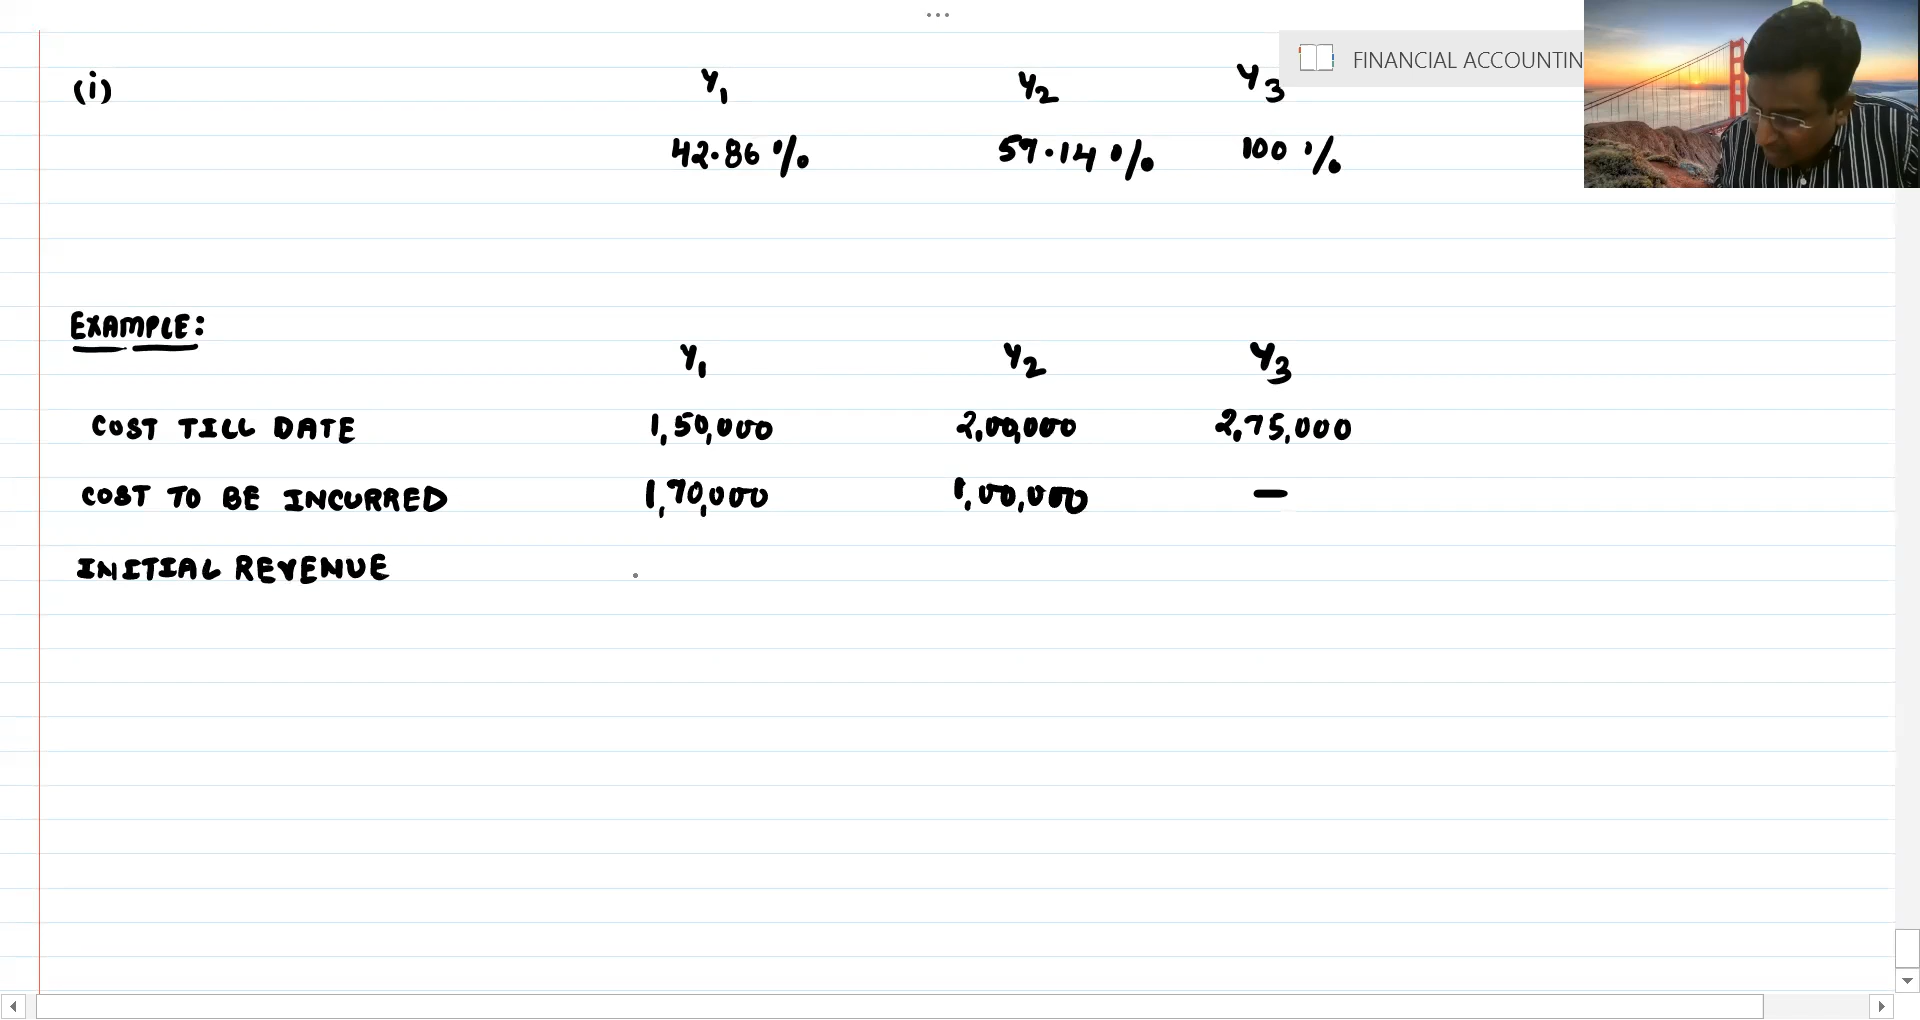 FINANCIAL ACCOUNTIN
(i) Y1 Y2 Y3
42.86 % 57.14 % 100 %
EXAMPLE:
Y1 Y2 Y3
COST TILL DATE 1,50,000 2,00,000 2,75,000
COST TO BE INCURRED 1,70,000 1,00,000 —
INITIAL REVENUE